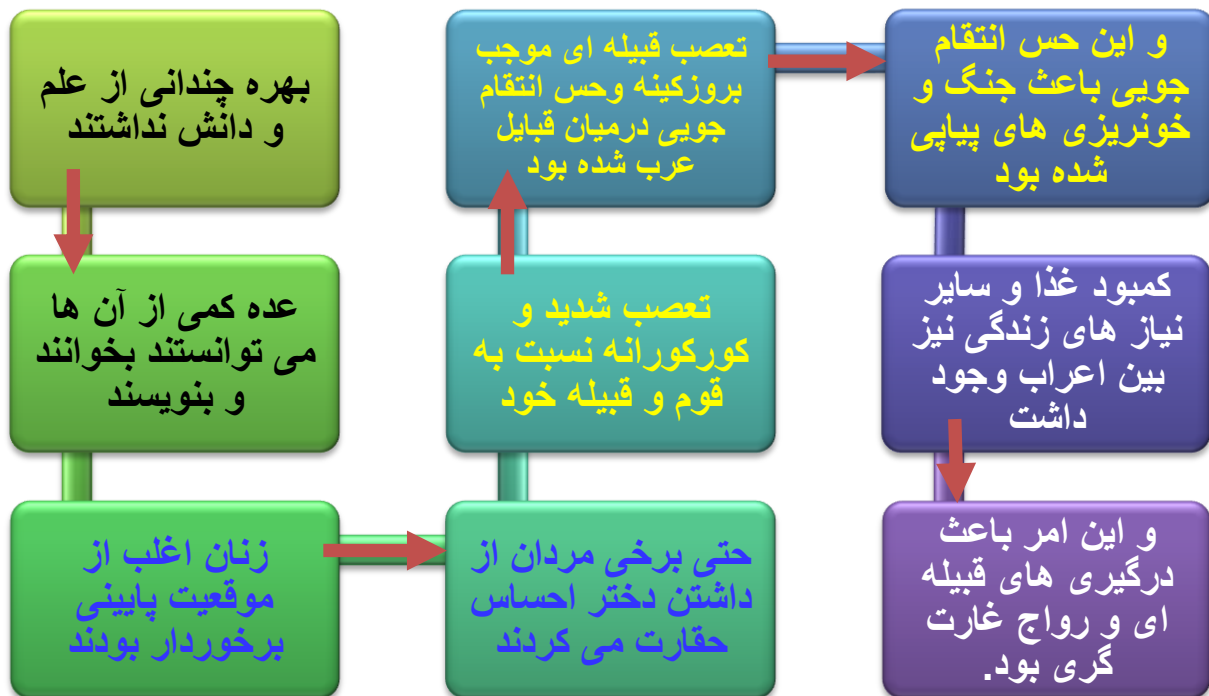 بهره چندانی از علم
و دانش نداشتند
عده کمی از آن ها
می توانستند بخوانند
و بنویسند
زنان اغلب از
موقعیت پایینی
برخوردار بودند
حتی برخی مردان از
داشتن دختر احساس
حقارت می کردند
تعصب شدید و
کورکورانه نسبت به
قوم و قبیله خود
تعصب قبیله ای موجب
بروزکینه وحس انتقام
جویی درمیان قبایل
عرب شده بود
و این حس انتقام
جویی باعث جنگ و
خونریزی های پیاپی
شده بود
کمبود غذا و سایر
نیاز های زندگی نیز
بین اعراب وجود
داشت
و این امر باعث
درگیری های قبیله
ای و رواج غارت
گری بود.